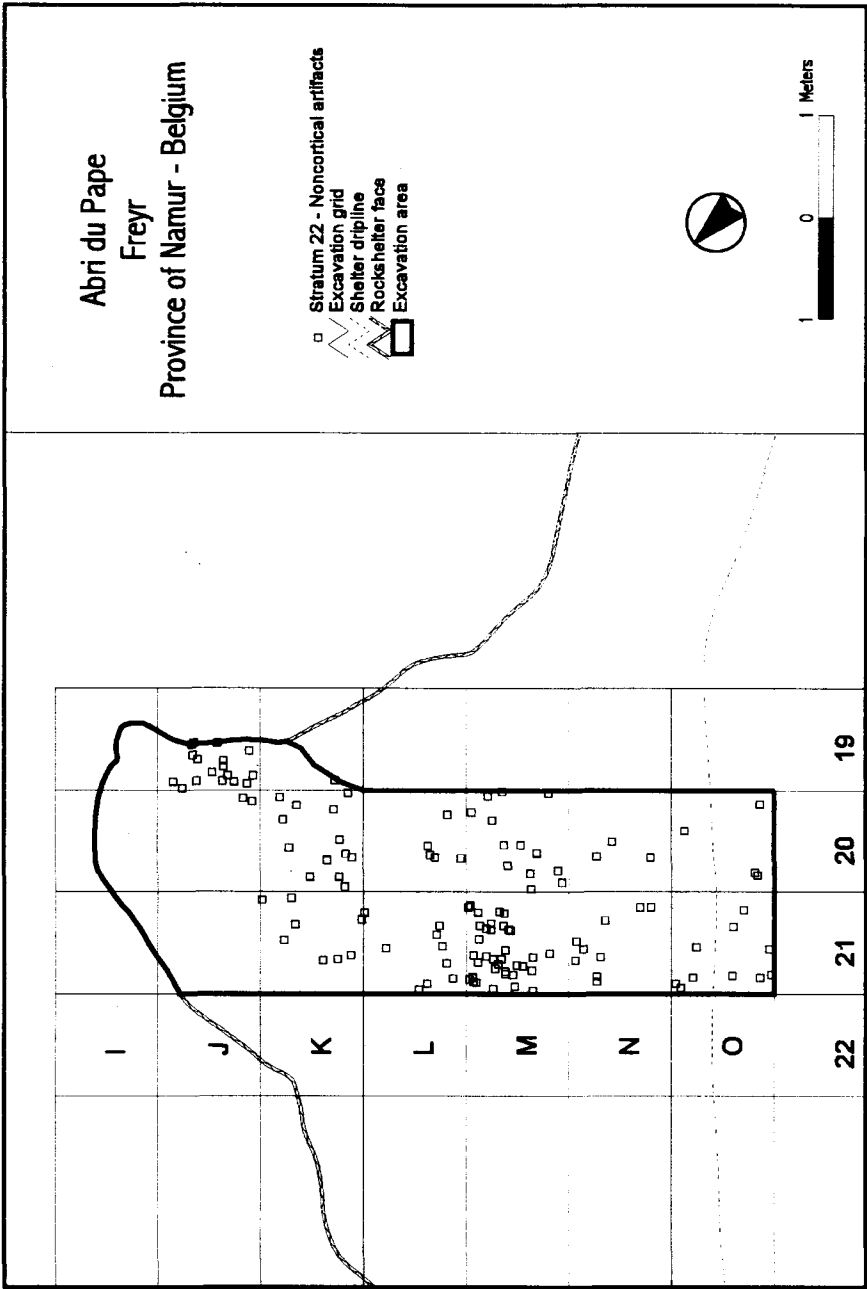 Abri du Pape
Freyr
Province of Namur - Belgium
Stratum 22 - Noncortical artifacts
Excavation grid
Shelter dripline
Rockshelter face
Excavation area
1 0 1 Meters
I
J
K
L
M
N
O
22 21 20 19